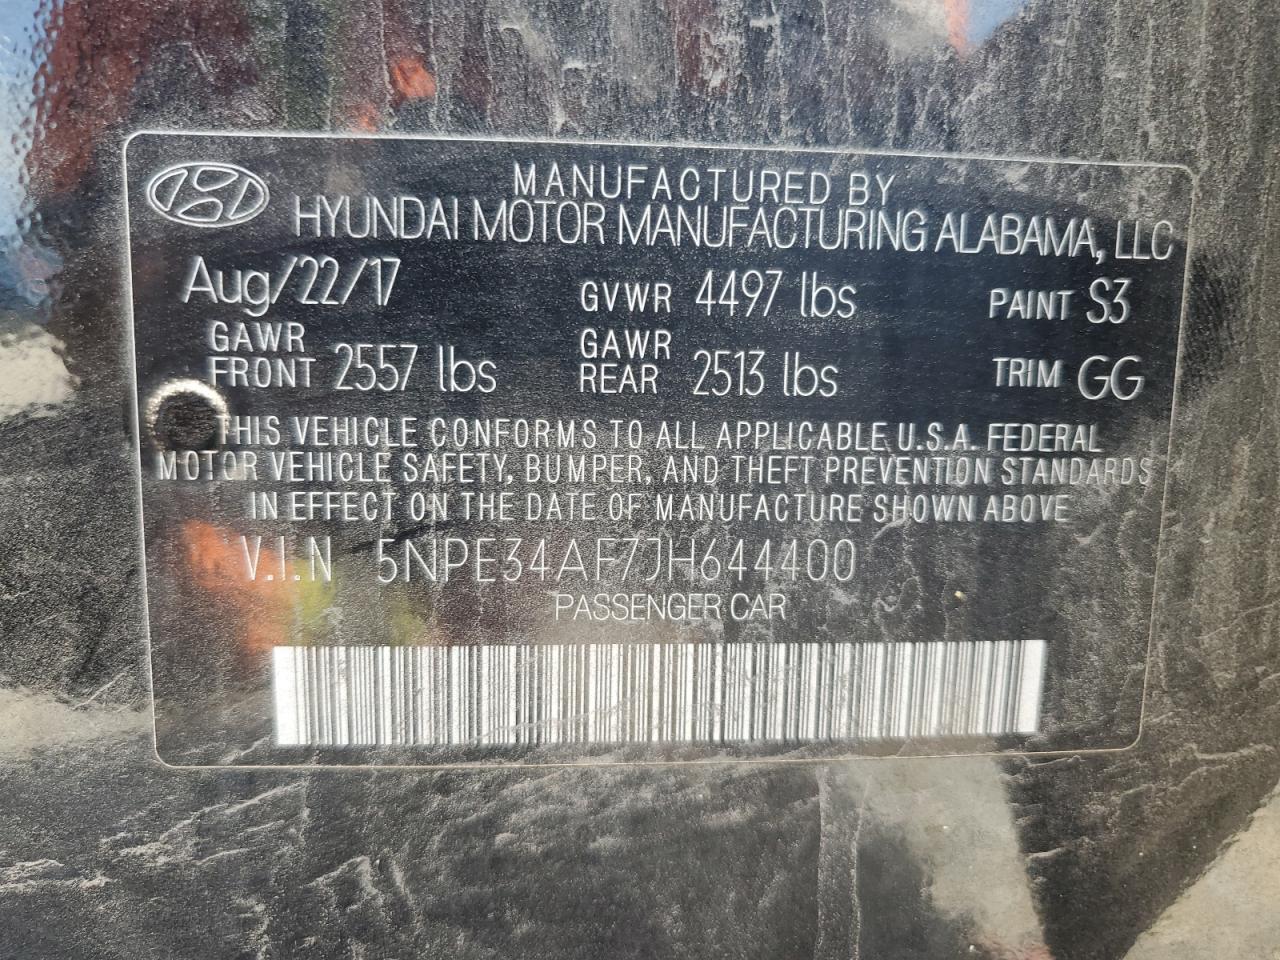 MANUFACTURED BY
HYUNDAI MOTOR MANUFACTURING ALABAMA, LLC
Aug/22/17 GVWR 4497 lbs PAINT S3
GAWR FRONT 2557 lbs GAWR REAR 2513 lbs TRIM GG
THIS VEHICLE CONFORMS TO ALL APPLICABLE U.S.A. FEDERAL
MOTOR VEHICLE SAFETY, BUMPER, AND THEFT PREVENTION STANDARDS
IN EFFECT ON THE DATE OF MANUFACTURE SHOWN ABOVE
V.I.N 5NPE34AF7JH644400
PASSENGER CAR